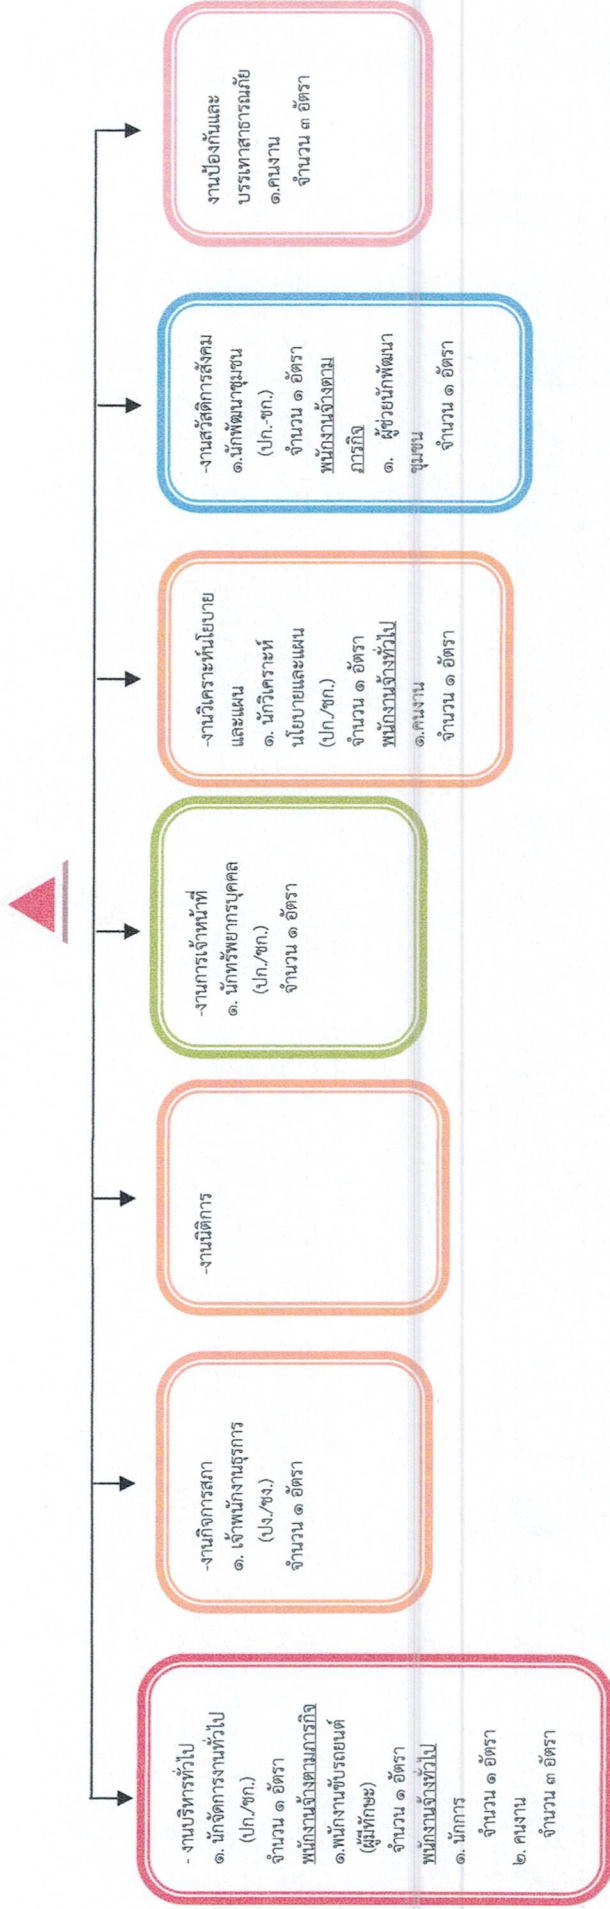 - งานบริหารทั่วไป
๑. นักจัดการงานทั่วไป
(ปก./ชก.)
จำนวน ๑ อัตรา
พนักงานจ้างตามภารกิจ
๑.พนักงานขับรถยนต์
(ผู้มีทักษะ)
จำนวน ๑ อัตรา
พนักงานจ้างทั่วไป
๑. นักการ
จำนวน ๑ อัตรา
๒. คนงาน
จำนวน ๓ อัตรา
-งานกิจการสภา
๑. เจ้าพนักงานธุรการ
(ปง./ชง.)
จำนวน ๑ อัตรา
-งานนิติการ
-งานการเจ้าหน้าที่
๑. นักทรัพยากรบุคคล
(ปก./ชก.)
จำนวน ๑ อัตรา
-งานวิเคราะห์นโยบาย
และแผน
๑. นักวิเคราะห์
นโยบายและแผน
(ปก./ชก.)
จำนวน ๑ อัตรา
พนักงานจ้างทั่วไป
๑.คนงาน
จำนวน ๑ อัตรา
-งานสวัสดิการสังคม
๑.นักพัฒนาชุมชน
(ปก.-ชก.)
จำนวน ๑ อัตรา
พนักงานจ้างตาม
ภารกิจ
๑. ผู้ช่วยนักพัฒนา
ชุมชน
จำนวน ๑ อัตรา
งานป้องกันและ
บรรเทาสาธารณภัย
๑.คนงาน
จำนวน ๓ อัตรา